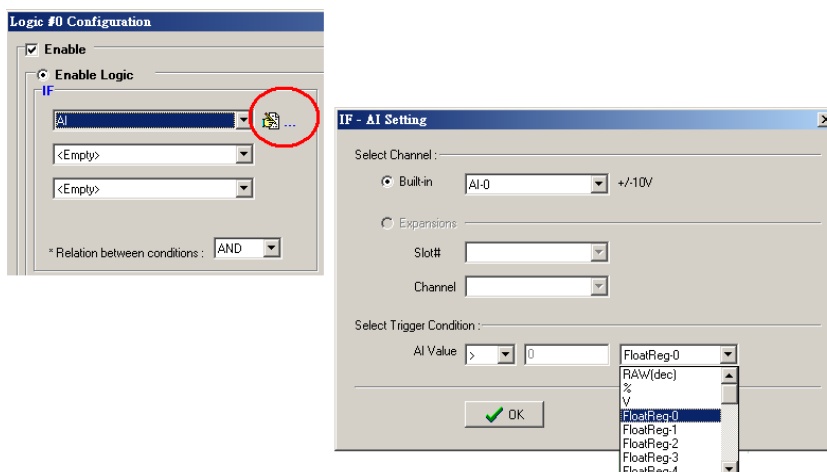 Logic #0 Configuration
Enable
Enable Logic
IF
AI
...
<Empty>
<Empty>
* Relation between conditions : AND
IF - AI Setting
Select Channel :
Built-in AI-0 +/-10V
Expansions
Slot#
Channel
Select Trigger Condition :
AI Value > 0 FloatReg-0
RAW(dec)
%
V
FloatReg-0
FloatReg-1
FloatReg-2
FloatReg-3
FloatReg-4
OK